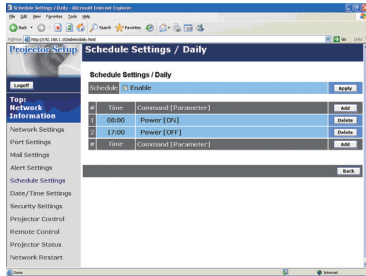 Schedule Settings / Daily - Microsoft Internet Explorer
File Edit View Favorites Tools Help
Back Search Favorites
Address
Go Links
Projector Setup
Schedule Settings / Daily
Logoff
Schedule Settings / Daily
Schedule Enable Apply
Top:
Network
Information
# Time Command [Parameter] Add
1 08:00 Power [ON] Delete
2 17:00 Power [OFF] Delete
# Time Command [Parameter] Add
Back
Network Settings
Port Settings
Mail Settings
Alert Settings
Schedule Settings
Date/Time Settings
Security Settings
Projector Control
Remote Control
Projector Status
Network Restart
Done Internet